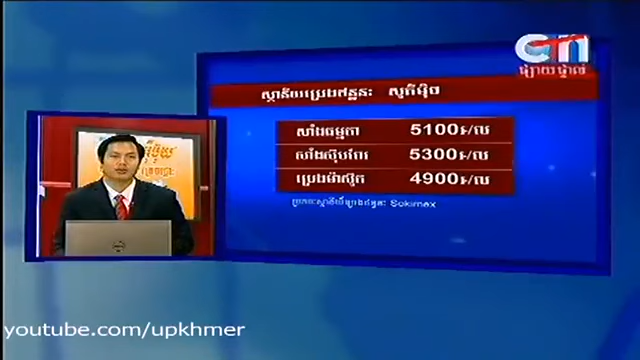 CTN
ផ្សាយផ្ទាល់
ស្ថានីយប្រេងឥន្ធនៈ សូគីម៉ិច
សាំងធម្មតា 5100៛/ល
សាំងស៊ុបពែរ 5300៛/ល
ប្រេងម៉ាស៊ូត 4900៛/ល
ប្រភព:ស្ថានីយ៍ប្រេងឥន្ធនៈ Sokimex
youtube.com/upkhmer